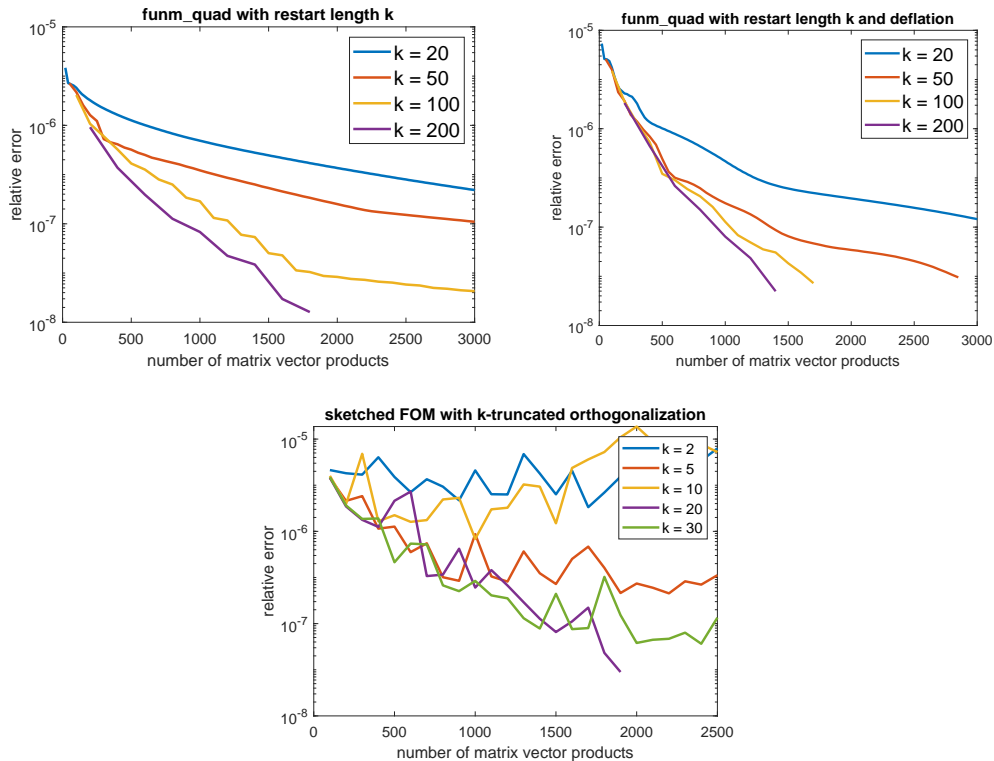 funm_quad with restart length k
10^-5
10^-6
10^-7
10^-8
relative error
0
500
1000
1500
2000
2500
3000
number of matrix vector products
k = 20
k = 50
k = 100
k = 200
funm_quad with restart length k and deflation
10^-5
10^-6
10^-7
10^-8
relative error
0
500
1000
1500
2000
2500
3000
number of matrix vector products
k = 20
k = 50
k = 100
k = 200
sketched FOM with k-truncated orthogonalization
10^-5
10^-6
10^-7
10^-8
relative error
0
500
1000
1500
2000
2500
number of matrix vector products
k = 2
k = 5
k = 10
k = 20
k = 30